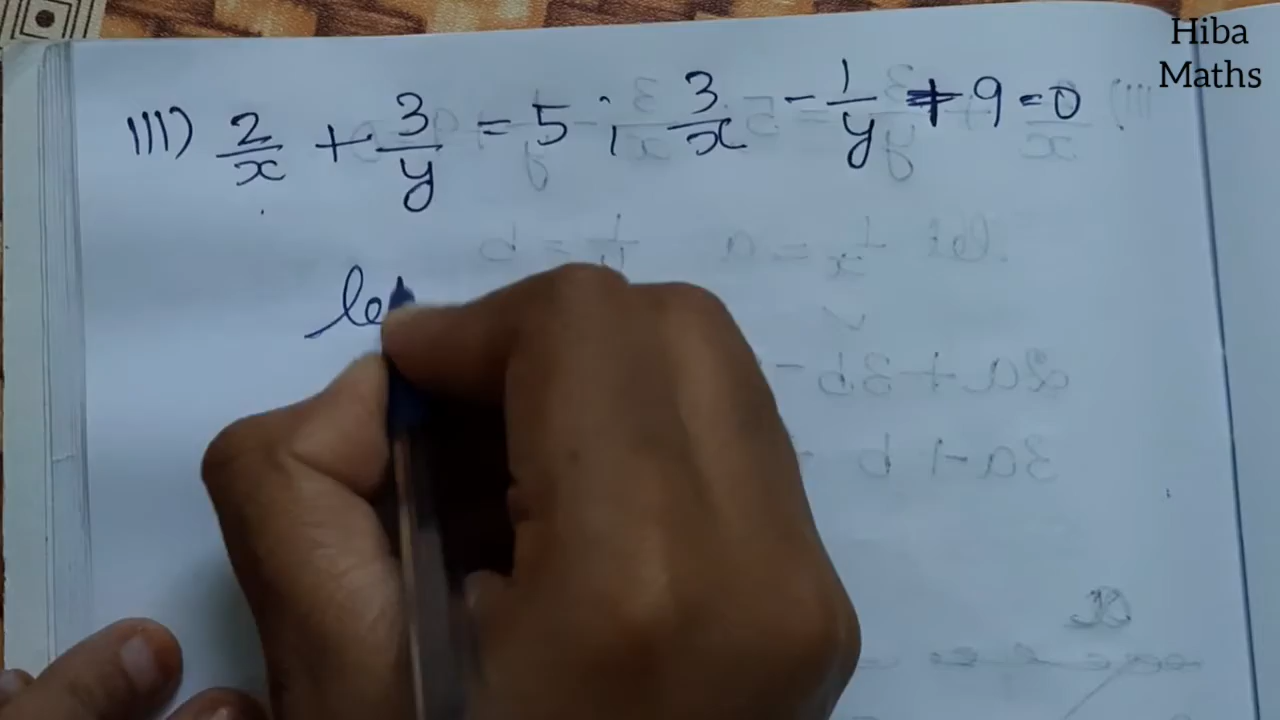 Hiba
Maths
III) 2/x + 3/y = 5 ; 3/x - 1/y + 9 = 0
le